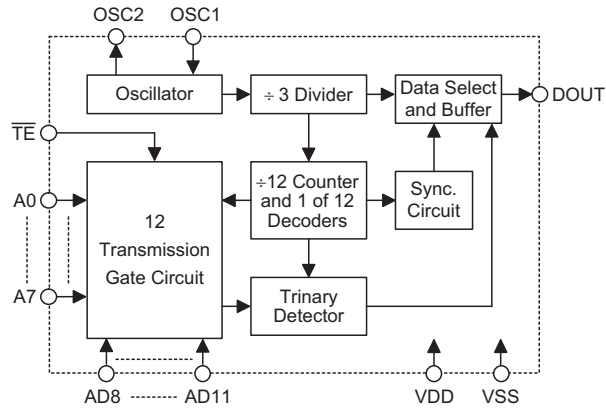 OSC2 OSC1
Oscillator
÷ 3 Divider
Data Select
and Buffer
DOUT
T̅E̅
A0
A7
12
Transmission
Gate Circuit
÷12 Counter
and 1 of 12
Decoders
Sync.
Circuit
Trinary
Detector
AD8 AD11 VDD VSS